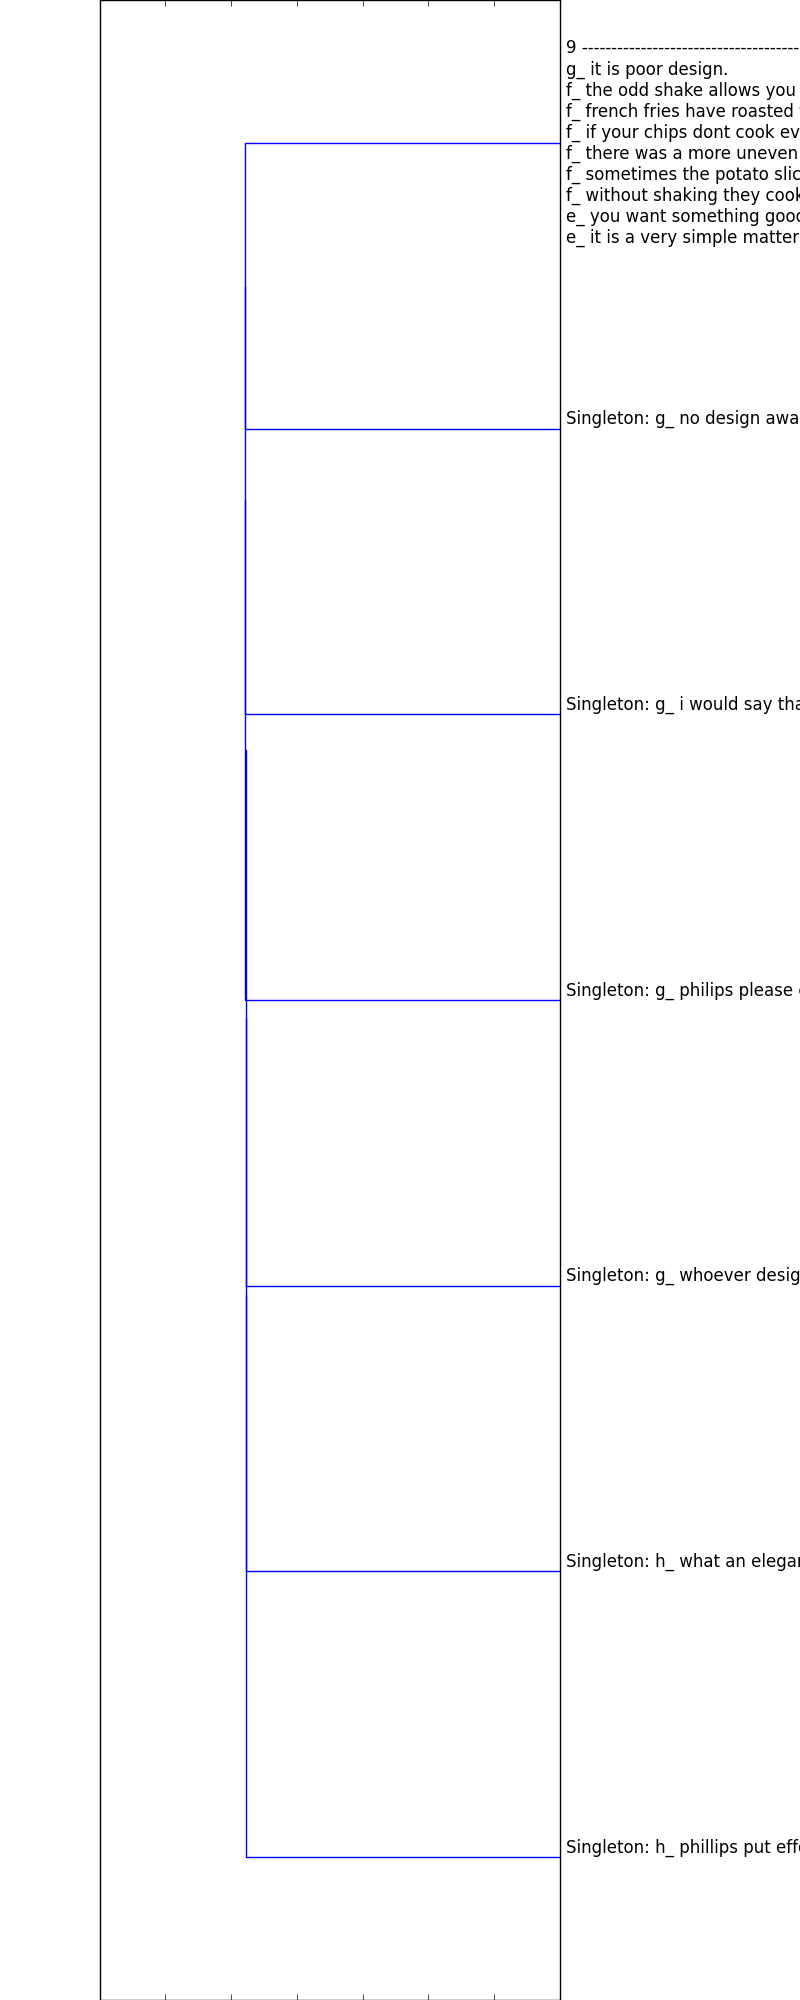 9 -------------------------------------
g_ it is poor design.
f_ the odd shake allows you
f_ french fries have roasted
f_ if your chips dont cook ev
f_ there was a more uneven
f_ sometimes the potato slic
f_ without shaking they cook
e_ you want something good
e_ it is a very simple matter
Singleton: g_ no design awa
Singleton: g_ i would say tha
Singleton: g_ philips please
Singleton: g_ whoever desig
Singleton: h_ what an elegan
Singleton: h_ phillips put effo